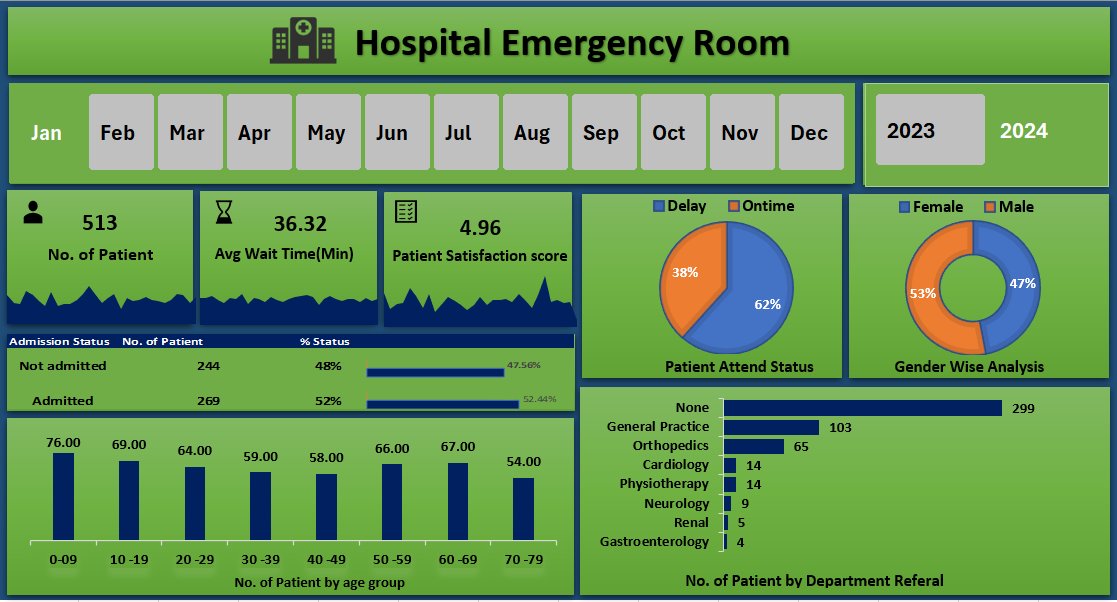 Hospital Emergency Room
Jan Feb Mar Apr May Jun Jul Aug Sep Oct Nov Dec
2023 2024
513
No. of Patient
36.32
Avg Wait Time(Min)
4.96
Patient Satisfaction score
Delay Ontime
38%
62%
Patient Attend Status
Female Male
53%
47%
Gender Wise Analysis
Admission Status No. of Patient % Status
Not admitted 244 48% 47.56%
Admitted 269 52% 52.44%
76.00 69.00 64.00 59.00 58.00 66.00 67.00 54.00
0-09 10 -19 20 -29 30 -39 40 -49 50 -59 60 -69 70 -79
No. of Patient by age group
None 299
General Practice 103
Orthopedics 65
Cardiology 14
Physiotherapy 14
Neurology 9
Renal 5
Gastroenterology 4
No. of Patient by Department Referal